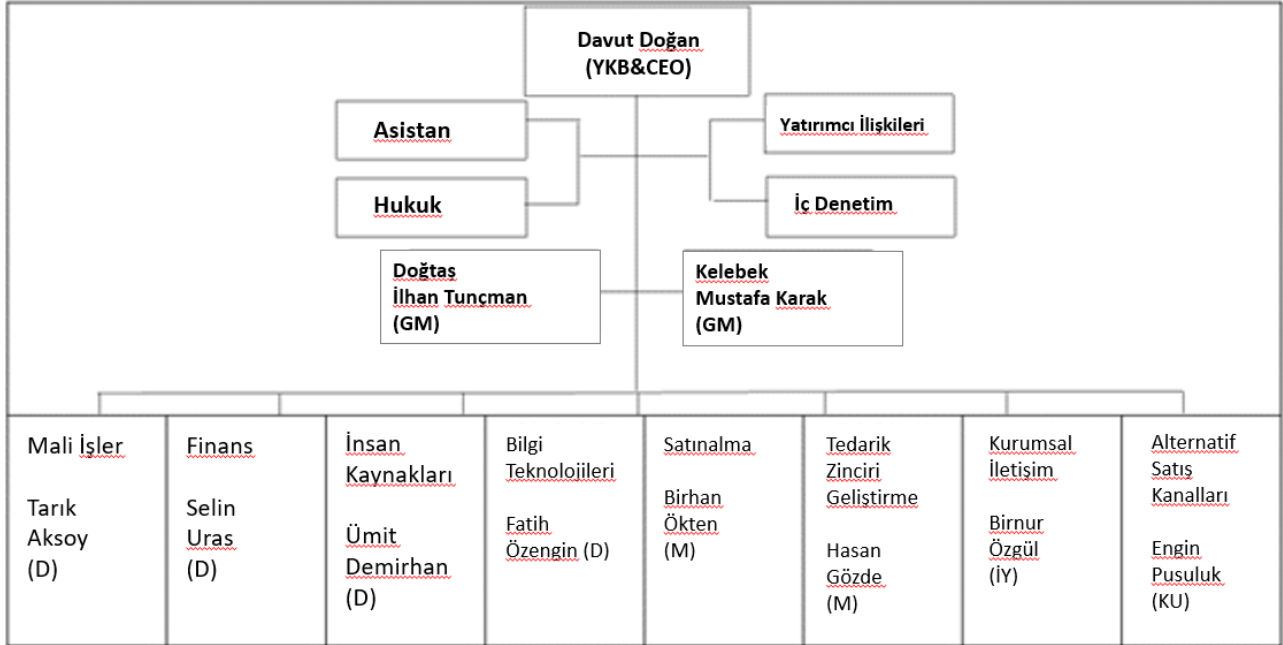 Davut Doğan
(YKB&CEO)
Asistan
Yatırımcı İlişkileri
Hukuk
İç Denetim
Doğtaş
İlhan Tunçman
(GM)
Kelebek
Mustafa Karak
(GM)
Mali İşler
Tarık
Aksoy
(D)
Finans
Selin
Uras
(D)
İnsan
Kaynakları
Ümit
Demirhan
(D)
Bilgi
Teknolojileri
Fatih
Özengin (D)
Satınalma
Birhan
Ökten
(M)
Tedarik
Zinciri
Geliştirme
Hasan
Gözde
(M)
Kurumsal
İletişim
Birnur
Özgül
(İY)
Alternatif
Satış
Kanalları
Engin
Pusuluk
(KU)